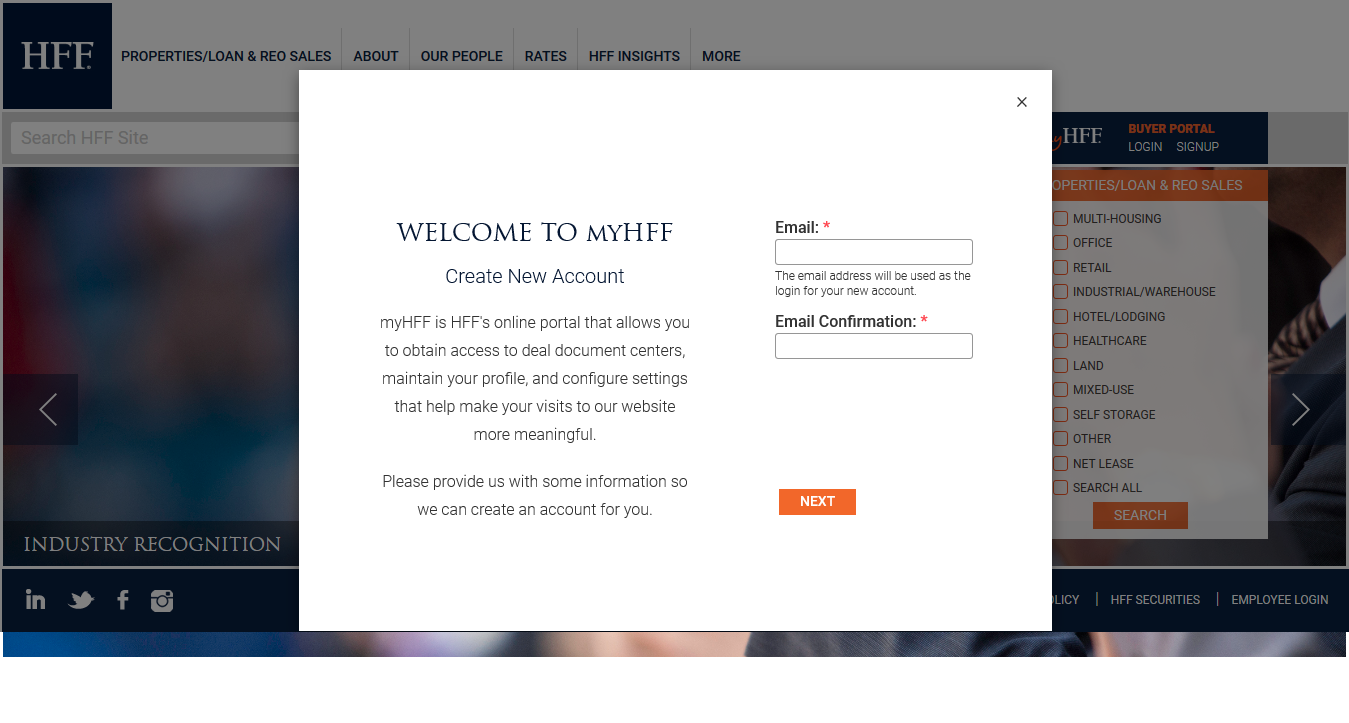 HFF
PROPERTIES/LOAN & REO SALES
ABOUT
OUR PEOPLE
RATES
HFF INSIGHTS
MORE
×
Search HFF Site
HFF
BUYER PORTAL
LOGIN SIGNUP
WELCOME TO MYHFF
Create New Account
myHFF is HFF's online portal that allows you
to obtain access to deal document centers,
maintain your profile, and configure settings
that help make your visits to our website
more meaningful.
Please provide us with some information so
we can create an account for you.
Email: *
The email address will be used as the
login for your new account.
Email Confirmation: *
NEXT
OPERTIES/LOAN & REO SALES
MULTI-HOUSING
OFFICE
RETAIL
INDUSTRIAL/WAREHOUSE
HOTEL/LODGING
HEALTHCARE
LAND
MIXED-USE
SELF STORAGE
OTHER
NET LEASE
SEARCH ALL
SEARCH
INDUSTRY RECOGNITION
OLICY
HFF SECURITIES
EMPLOYEE LOGIN